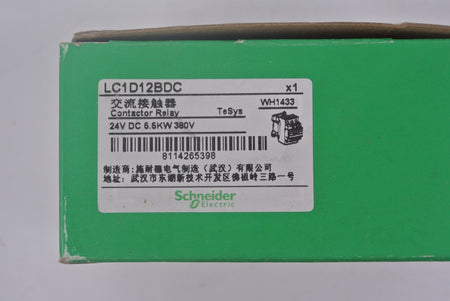 LC1D12BDC x1
交流接触器
Contactor Relay TeSys WH1433
24V DC 5.5KW 380V
8114265398
制造商: 施耐德电气制造（武汉）有限公司
地址: 武汉市东湖新技术开发区佛祖岭三路一号
Schneider
Electric